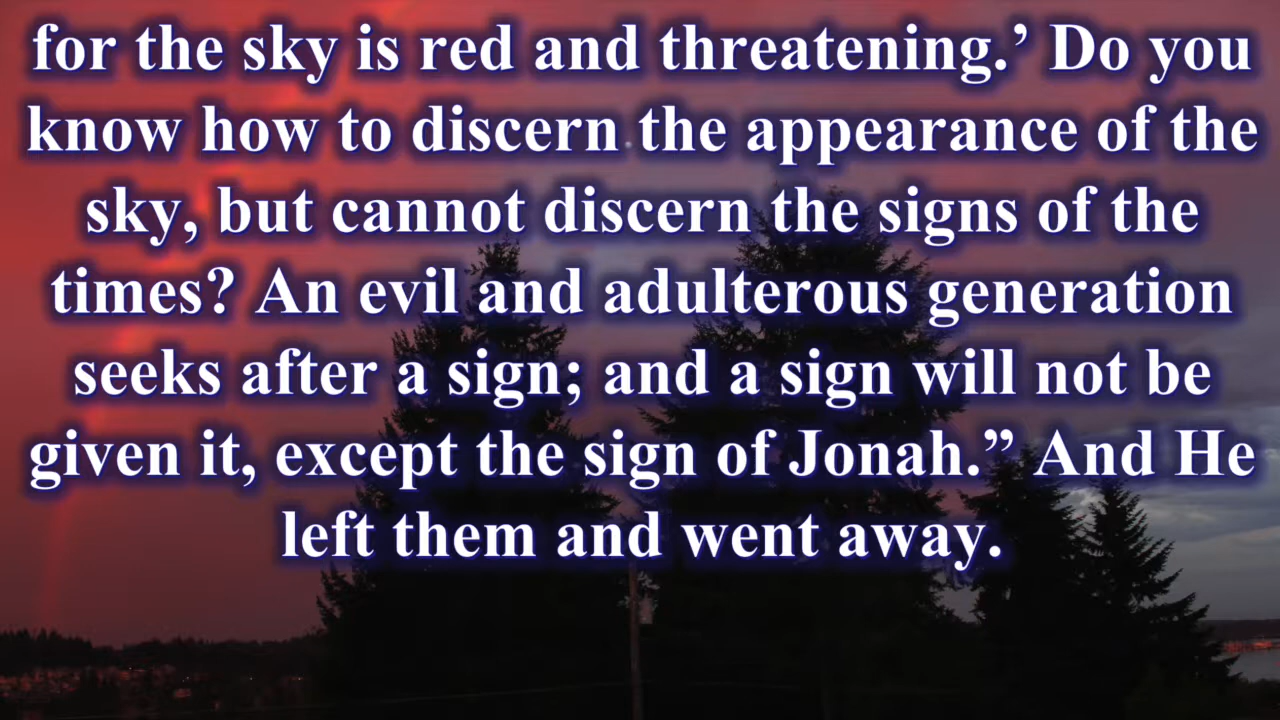 for the sky is red and threatening.’ Do you
know how to discern the appearance of the
sky, but cannot discern the signs of the
times? An evil and adulterous generation
seeks after a sign; and a sign will not be
given it, except the sign of Jonah.” And He
left them and went away.